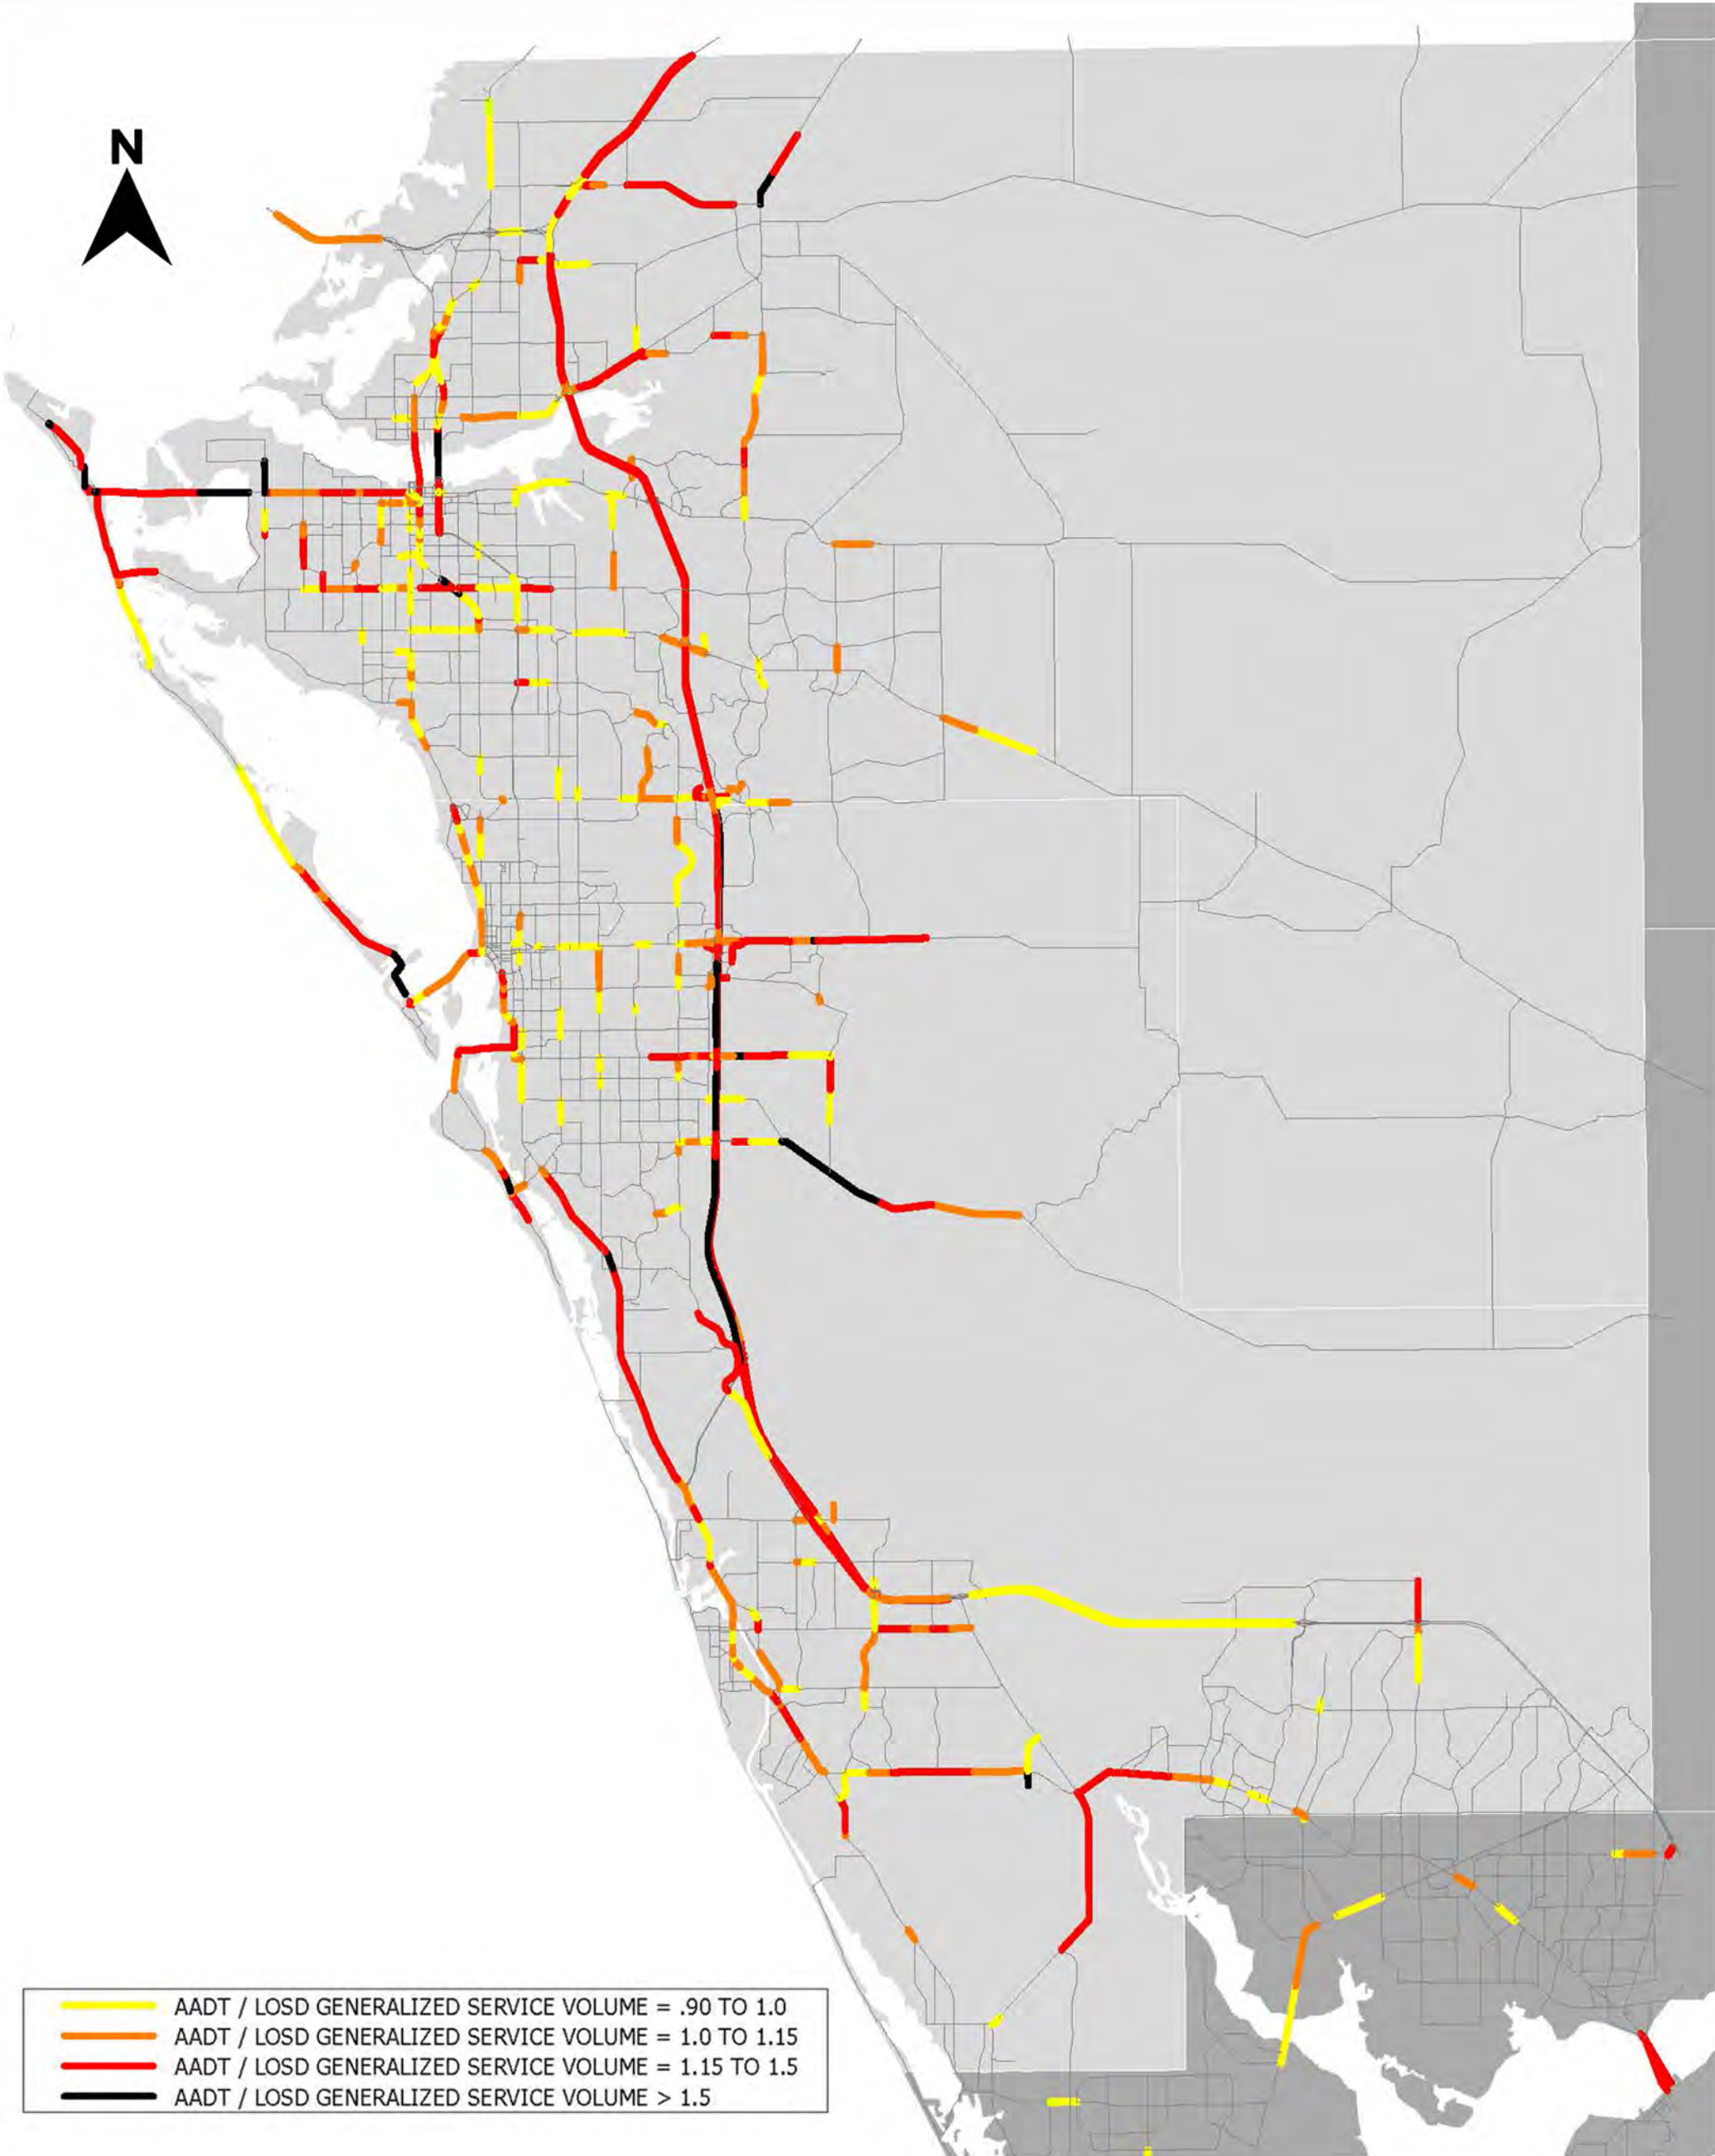 N
AADT / LOSD GENERALIZED SERVICE VOLUME = .90 TO 1.0
AADT / LOSD GENERALIZED SERVICE VOLUME = 1.0 TO 1.15
AADT / LOSD GENERALIZED SERVICE VOLUME = 1.15 TO 1.5
AADT / LOSD GENERALIZED SERVICE VOLUME > 1.5